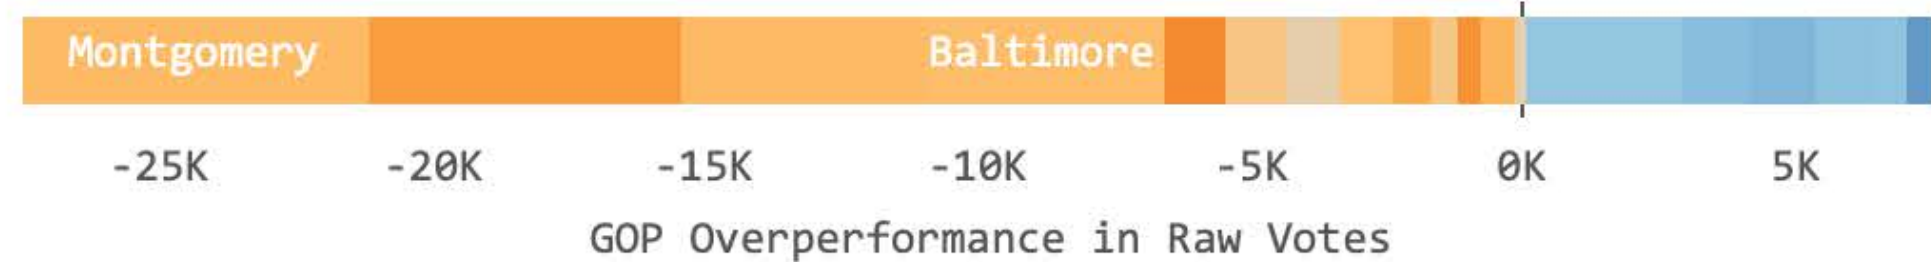 Montgomery Baltimore
-25K -20K -15K -10K -5K 0K 5K
GOP Overperformance in Raw Votes